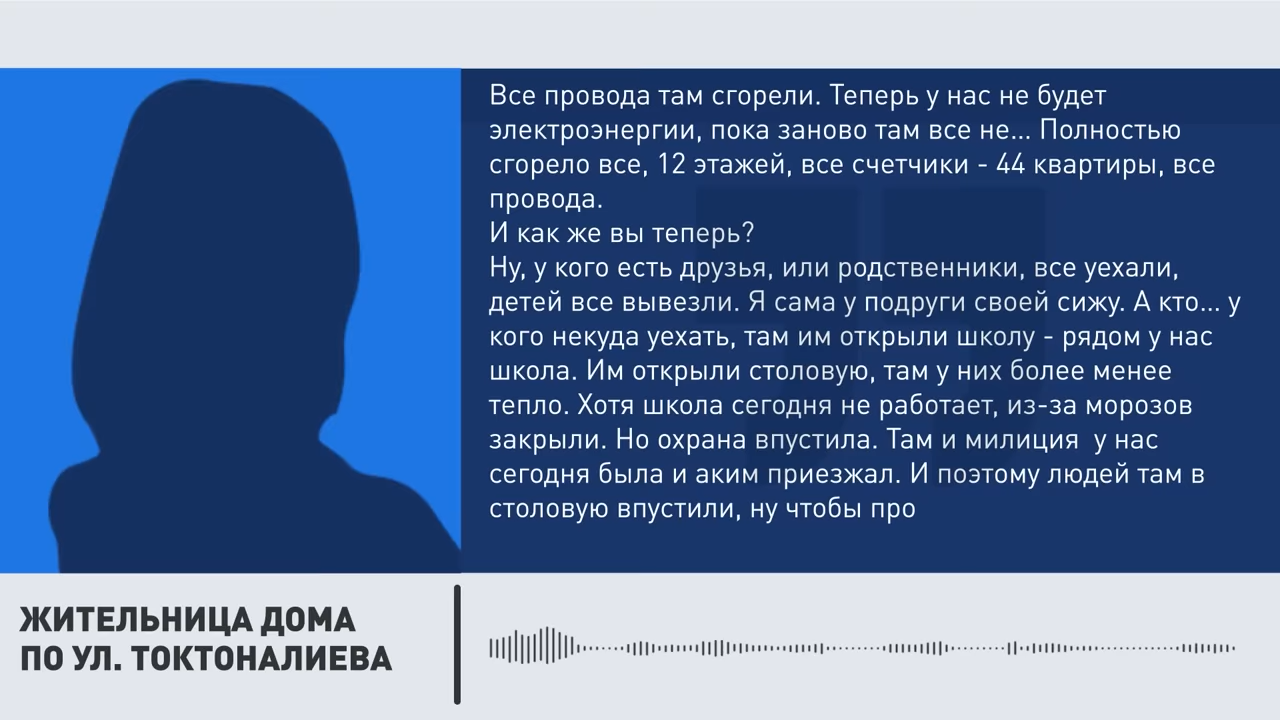 Все провода там сгорели. Теперь у нас не будет
электроэнергии, пока заново там все не... Полностью
сгорело все, 12 этажей, все счетчики - 44 квартиры, все
провода.
И как же вы теперь?
Ну, у кого есть друзья, или родственники, все уехали,
детей все вывезли. Я сама у подруги своей сижу. А кто... у
кого некуда уехать, там им открыли школу - рядом у нас
школа. Им открыли столовую, там у них более менее
тепло. Хотя школа сегодня не работает, из-за морозов
закрыли. Но охрана впустила. Там и милиция  у нас
сегодня была и аким приезжал. И поэтому людей там в
столовую впустили, ну чтобы про
ЖИТЕЛЬНИЦА ДОМА
ПО УЛ. ТОКТОНАЛИЕВА